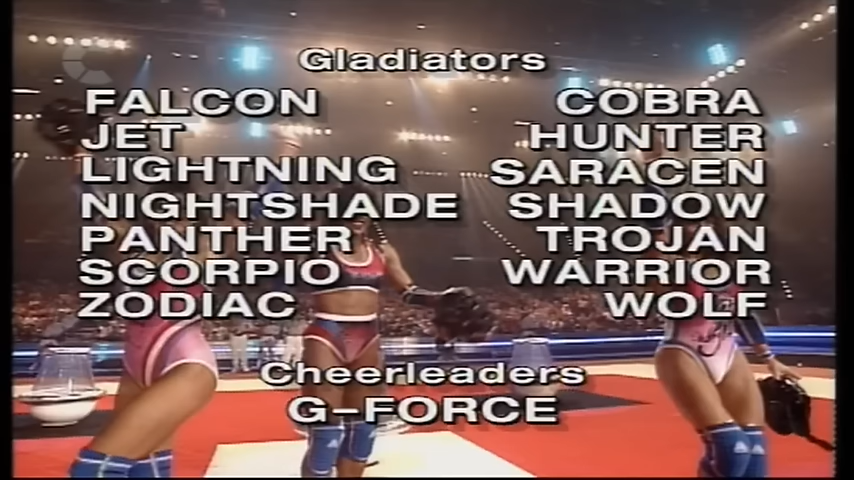 Gladiators
FALCON COBRA
JET HUNTER
LIGHTNING SARACEN
NIGHTSHADE SHADOW
PANTHER TROJAN
SCORPIO WARRIOR
ZODIAC WOLF
Cheerleaders
G-FORCE